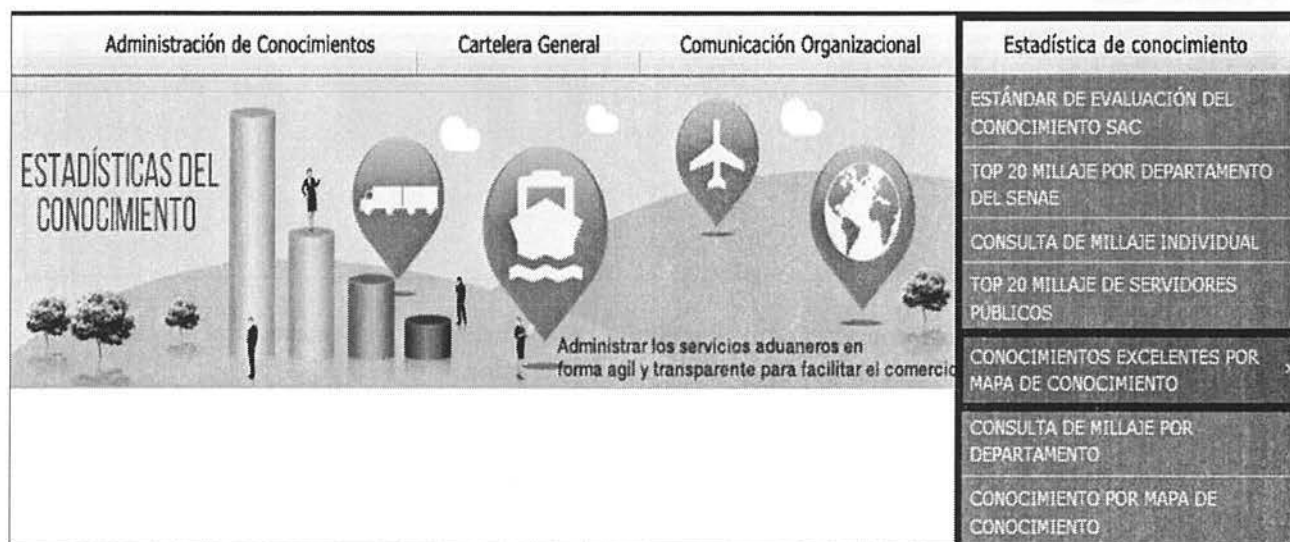 Administración de Conocimientos
Cartelera General
Comunicación Organizacional
Estadística de conocimiento
ESTADÍSTICAS DEL
CONOCIMIENTO
Administrar los servicios aduaneros en
forma agil y transparente para facilitar el comercio
ESTÁNDAR DE EVALUACIÓN DEL
CONOCIMIENTO SAC
TOP 20 MILLAJE POR DEPARTAMENTO
DEL SENAE
CONSULTA DE MILLAJE INDIVIDUAL
TOP 20 MILLAJE DE SERVIDORES
PÚBLICOS
CONOCIMIENTOS EXCELENTES POR
MAPA DE CONOCIMIENTO
CONSULTA DE MILLAJE POR
DEPARTAMENTO
CONOCIMIENTO POR MAPA DE
CONOCIMIENTO